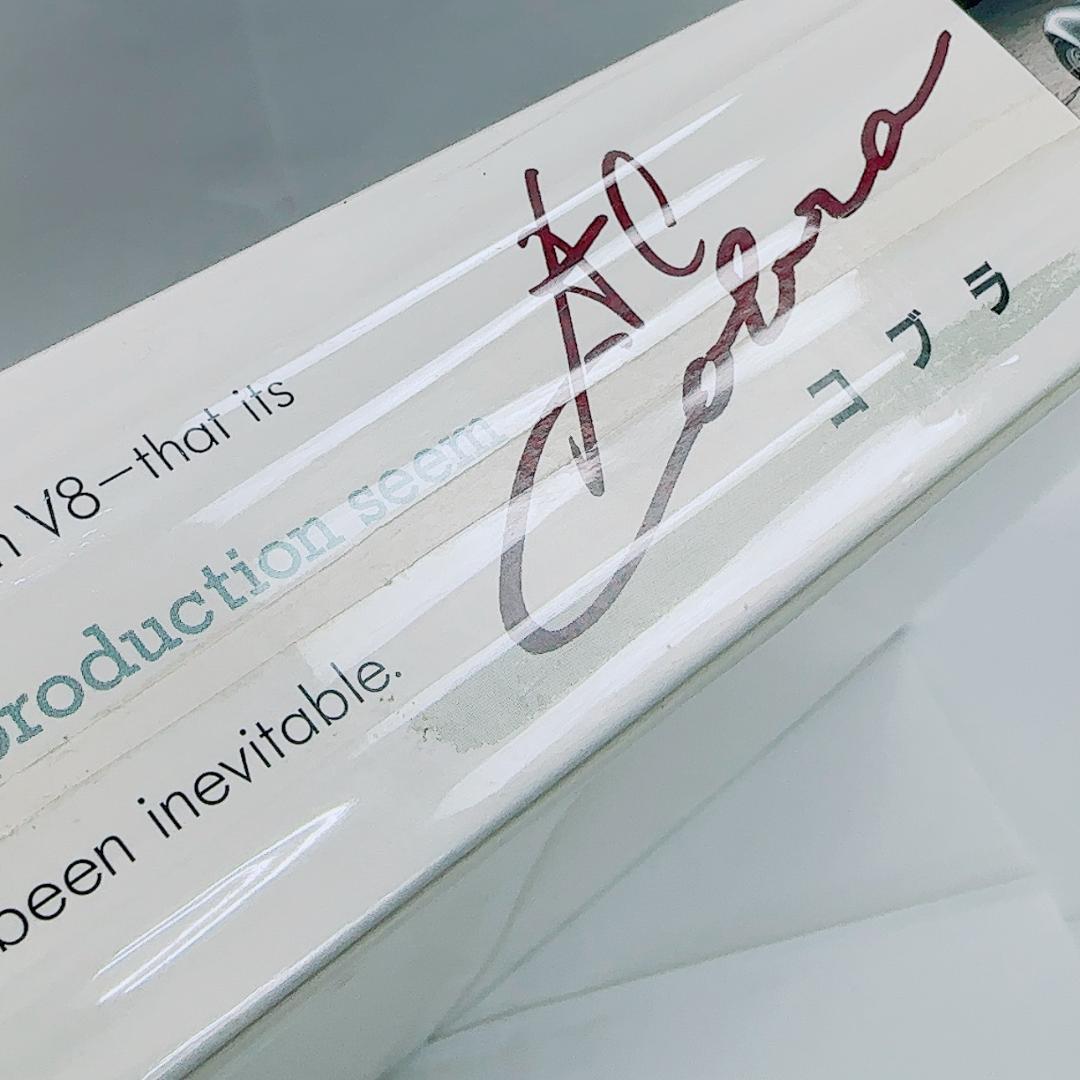 V8—that its
production seem
been inevitable.
AC
Cobra
コブラ